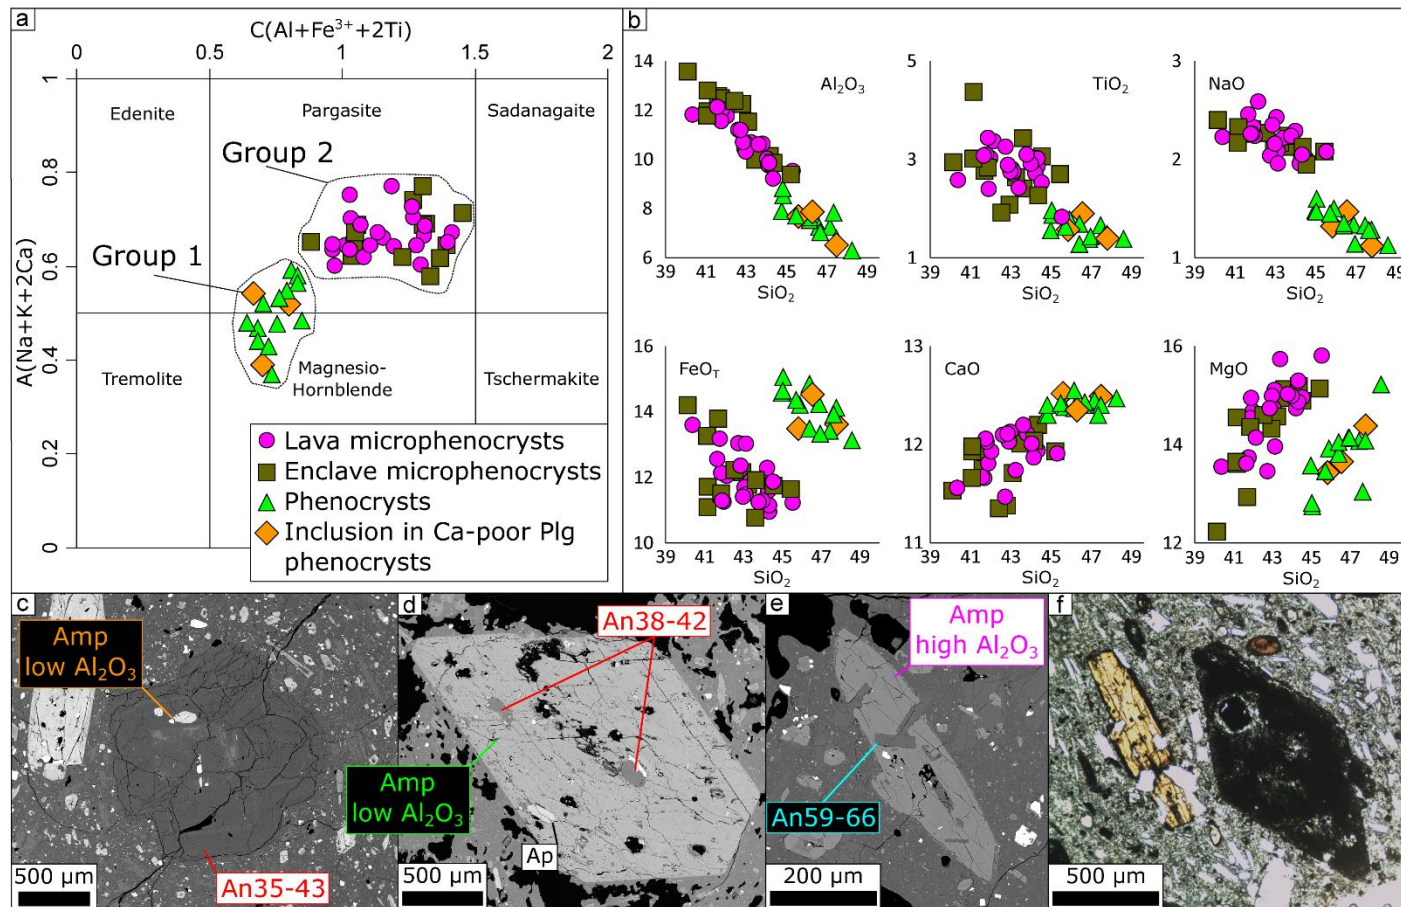 a
C(Al+Fe³⁺+2Ti)
0 0.5 1 1.5 2
A(Na+K+2Ca)
1
0.8
0.6
0.4
0.2
0
Edenite
Pargasite
Sadanagaite
Group 2
Group 1
Tremolite
Magnesio-
Hornblende
Tschermakite
Lava microphenocrysts
Enclave microphenocrysts
Phenocrysts
Inclusion in Ca-poor Plg
phenocrysts
b
Al₂O₃
14
12
10
8
6
39 41 43 45 47 49
SiO₂
TiO₂
5
3
1
39 41 43 45 47 49
SiO₂
NaO
3
2
1
39 41 43 45 47 49
SiO₂
FeO_T
16
14
12
10
39 41 43 45 47 49
SiO₂
CaO
13
12
11
39 41 43 45 47 49
SiO₂
MgO
16
14
12
39 41 43 45 47 49
SiO₂
c
Amp
low Al₂O₃
An35-43
500 µm
d
An38-42
Amp
low Al₂O₃
Ap
500 µm
e
Amp
high Al₂O₃
An59-66
200 µm
f
500 µm